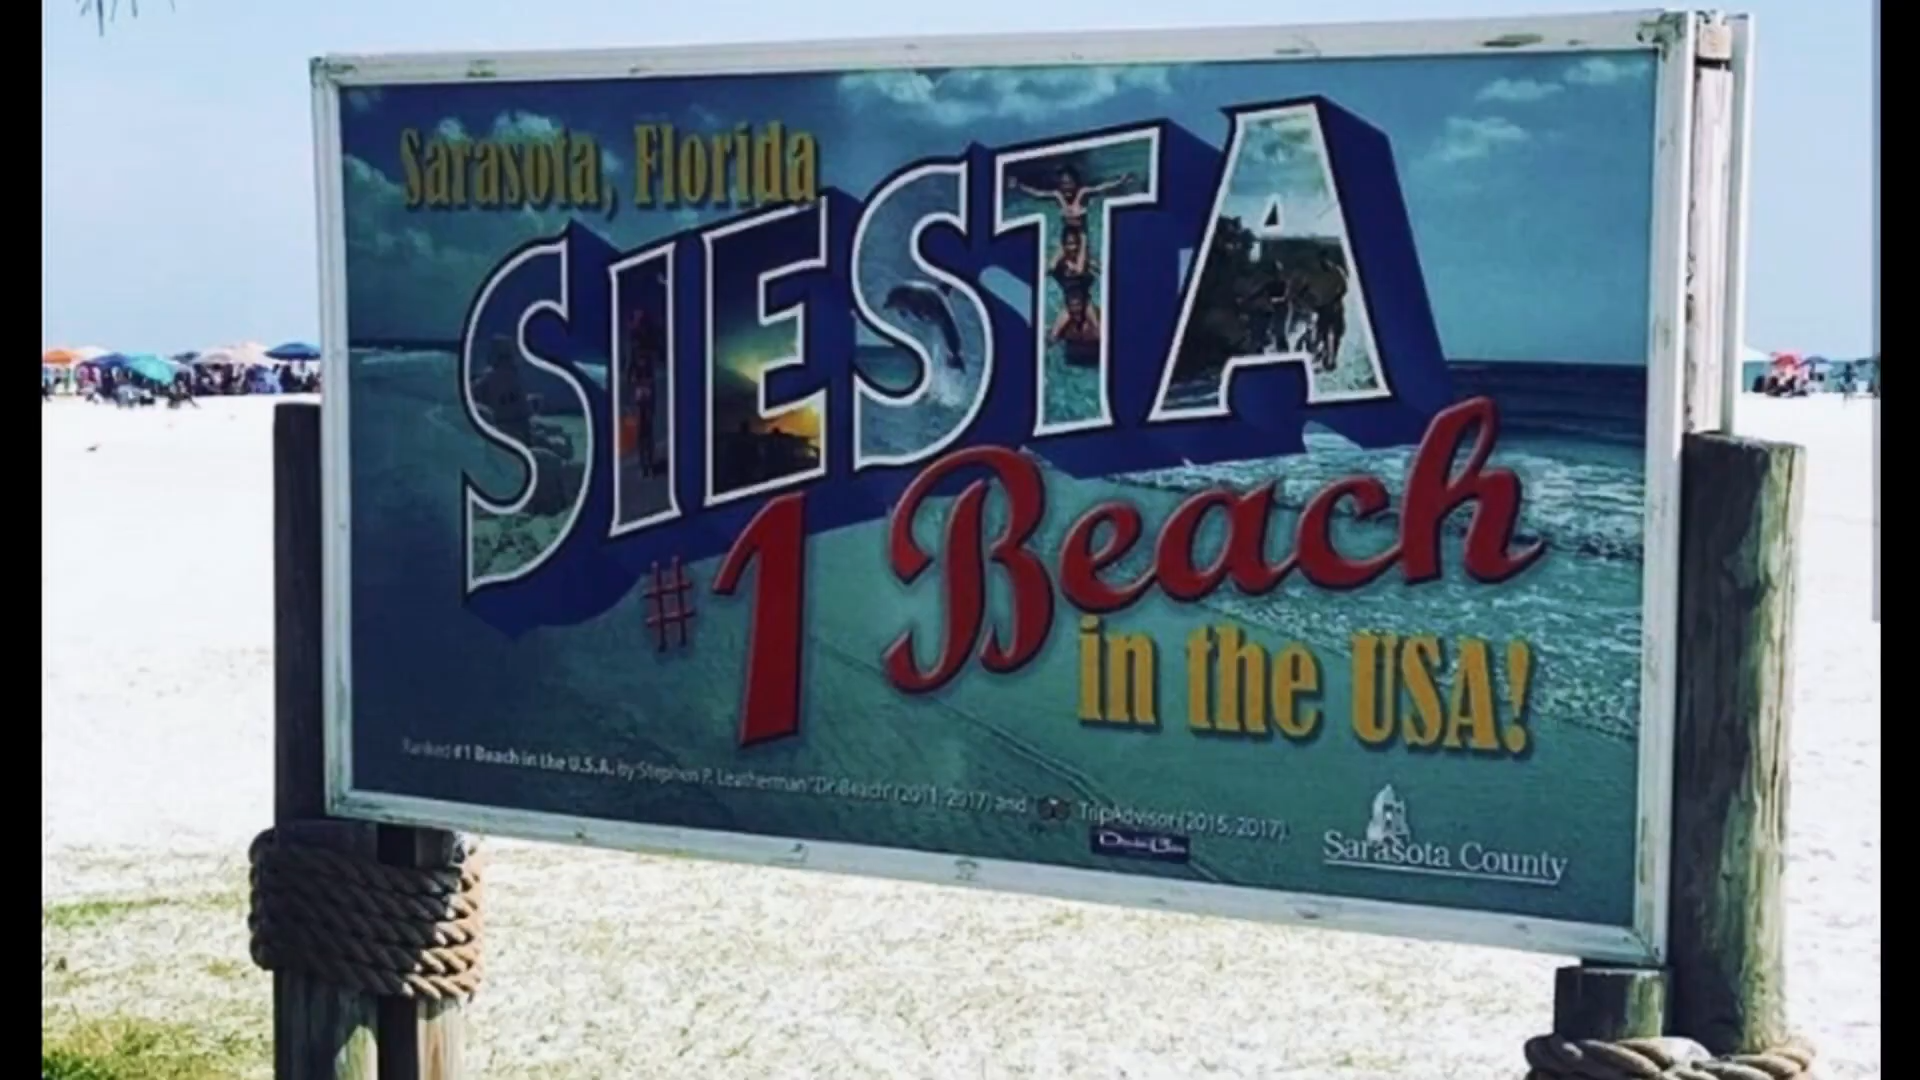 Sarasota, Florida
SIESTA
#1 Beach
in the USA!
Ranked #1 Beach in the U.S.A. by Stephen P. Leatherman "Dr. Beach" (2011, 2017) and TripAdvisor (2015, 2017).
Sarasota County